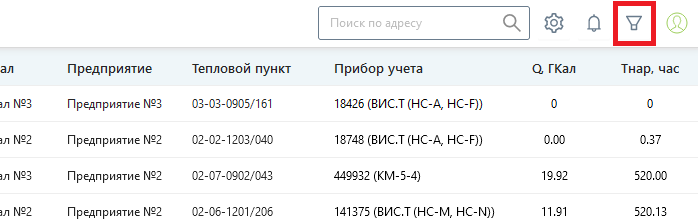 Поиск по адресу
ал Предприятие Тепловой пункт Прибор учета Q, ГКал Тнар, час
ал №3 Предприятие №3 03-03-0905/161 18426 (ВИС.Т (НС-А, НС-F)) 0 0
ал №2 Предприятие №2 02-02-1203/040 18748 (ВИС.Т (НС-А, НС-F)) 0.00 0.37
ал №3 Предприятие №2 02-07-0902/043 449932 (КМ-5-4) 19.92 520.00
ал №2 Предприятие №2 02-06-1201/206 141375 (ВИС.Т (НС-М, НС-N)) 11.91 520.13